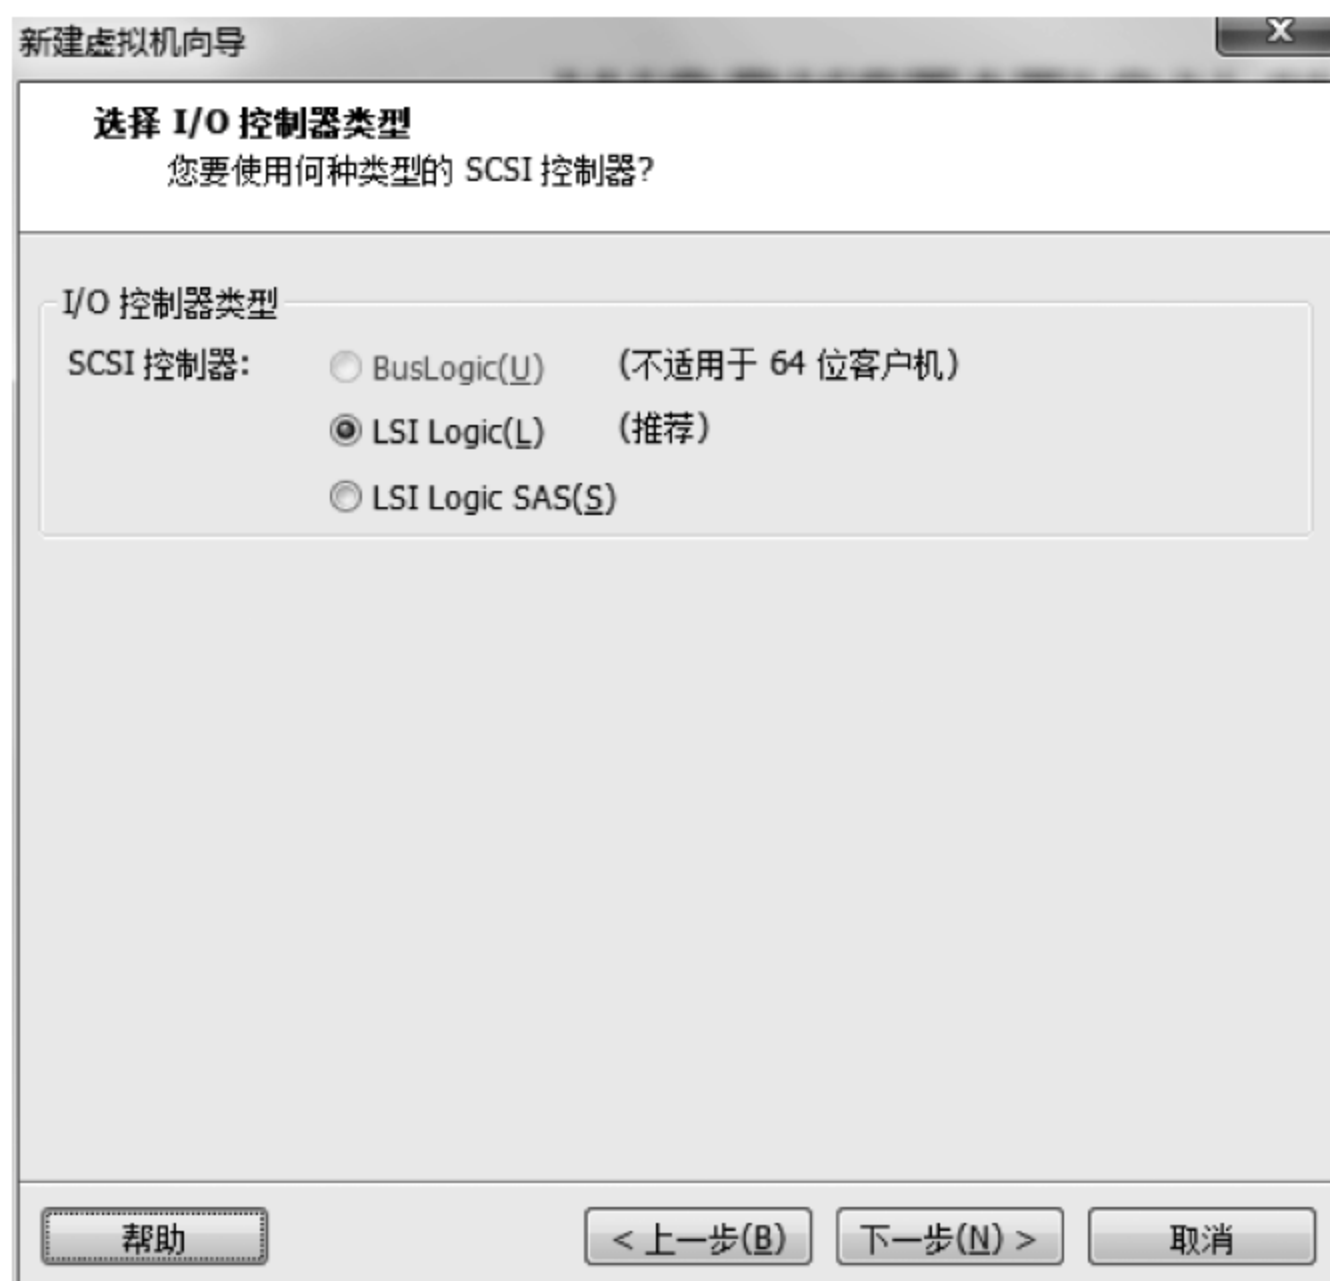 新建虚拟机向导
选择 I/O 控制器类型
您要使用何种类型的 SCSI 控制器?
I/O 控制器类型
SCSI 控制器: BusLogic(U) (不适用于 64 位客户机)
LSI Logic(L) (推荐)
LSI Logic SAS(S)
帮助 < 上一步(B) 下一步(N) > 取消